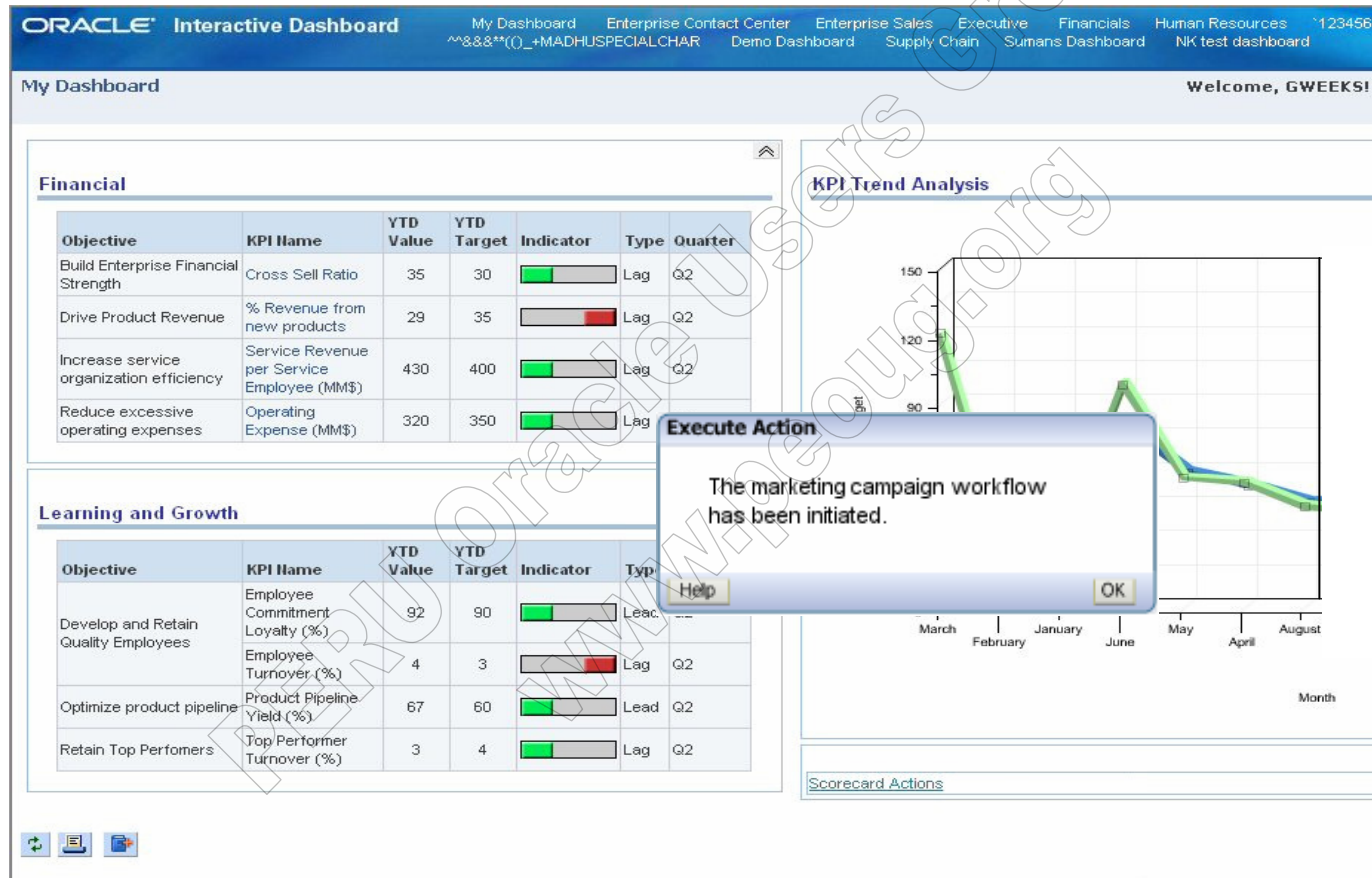 ORACLE Interactive Dashboard
My Dashboard Enterprise Contact Center Enterprise Sales Executive Financials Human Resources `123456
^^&&&**(()_+MADHUSPECIALCHAR Demo Dashboard Supply Chain Sumans Dashboard NK test dashboard
My Dashboard
Welcome, GWEEKS!
Financial
Objective KPI Name YTD Value YTD Target Indicator Type Quarter
Build Enterprise Financial Strength Cross Sell Ratio 35 30 Lag Q2
Drive Product Revenue % Revenue from new products 29 35 Lag Q2
Increase service organization efficiency Service Revenue per Service Employee (MM$) 430 400 Lag Q2
Reduce excessive operating expenses Operating Expense (MM$) 320 350 Lag
Learning and Growth
Objective KPI Name YTD Value YTD Target Indicator Typ
Develop and Retain Quality Employees Employee Commitment Loyalty (%) 92 90 Lead
Employee Turnover (%) 4 3 Lag Q2
Optimize product pipeline Product Pipeline Yield (%) 67 60 Lead Q2
Retain Top Perfomers Top Performer Turnover (%) 3 4 Lag Q2
KPI Trend Analysis
150
120
90
get
Execute Action
The marketing campaign workflow
has been initiated.
Help OK
March February January June May April August
Month
Scorecard Actions
PERU Oracle Users Gro
www.peoug.org